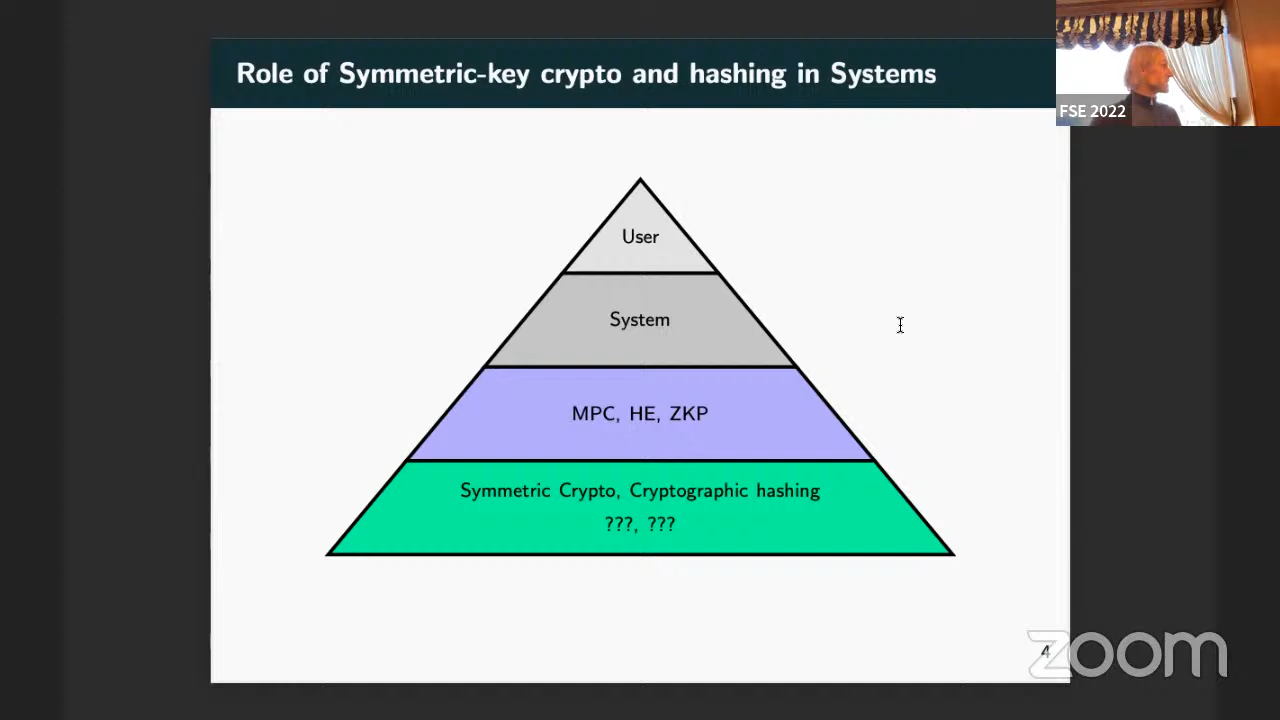 Role of Symmetric-key crypto and hashing in Systems
FSE 2022
User
System
MPC, HE, ZKP
Symmetric Crypto, Cryptographic hashing
???, ???
4
zoom